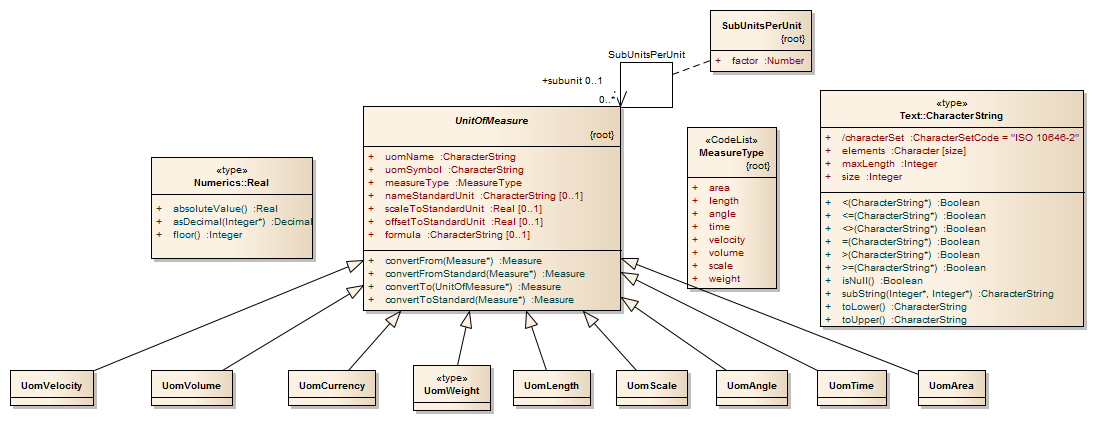 SubUnitsPerUnit
{root}
+ factor :Number
SubUnitsPerUnit
+subunit 0..1
0..*
UnitOfMeasure
{root}
+ uomName :CharacterString
+ uomSymbol :CharacterString
+ measureType :MeasureType
+ nameStandardUnit :CharacterString [0..1]
+ scaleToStandardUnit :Real [0..1]
+ offsetToStandardUnit :Real [0..1]
+ formula :CharacterString [0..1]
+ convertFrom(Measure*) :Measure
+ convertFromStandard(Measure*) :Measure
+ convertTo(UnitOfMeasure*) :Measure
+ convertToStandard(Measure*) :Measure
«type»
Numerics::Real
+ absoluteValue() :Real
+ asDecimal(Integer*) :Decimal
+ floor() :Integer
«CodeList»
MeasureType
{root}
+ area
+ length
+ angle
+ time
+ velocity
+ volume
+ scale
+ weight
«type»
Text::CharacterString
+ /characterSet :CharacterSetCode = "ISO 10646-2"
+ elements :Character [size]
+ maxLength :Integer
+ size :Integer
+ <(CharacterString*) :Boolean
+ <=(CharacterString*) :Boolean
+ <>(CharacterString*) :Boolean
+ =(CharacterString*) :Boolean
+ >(CharacterString*) :Boolean
+ >=(CharacterString*) :Boolean
+ isNull() :Boolean
+ subString(Integer*, Integer*) :CharacterString
+ toLower() :CharacterString
+ toUpper() :CharacterString
UomVelocity
UomVolume
UomCurrency
«type»
UomWeight
UomLength
UomScale
UomAngle
UomTime
UomArea